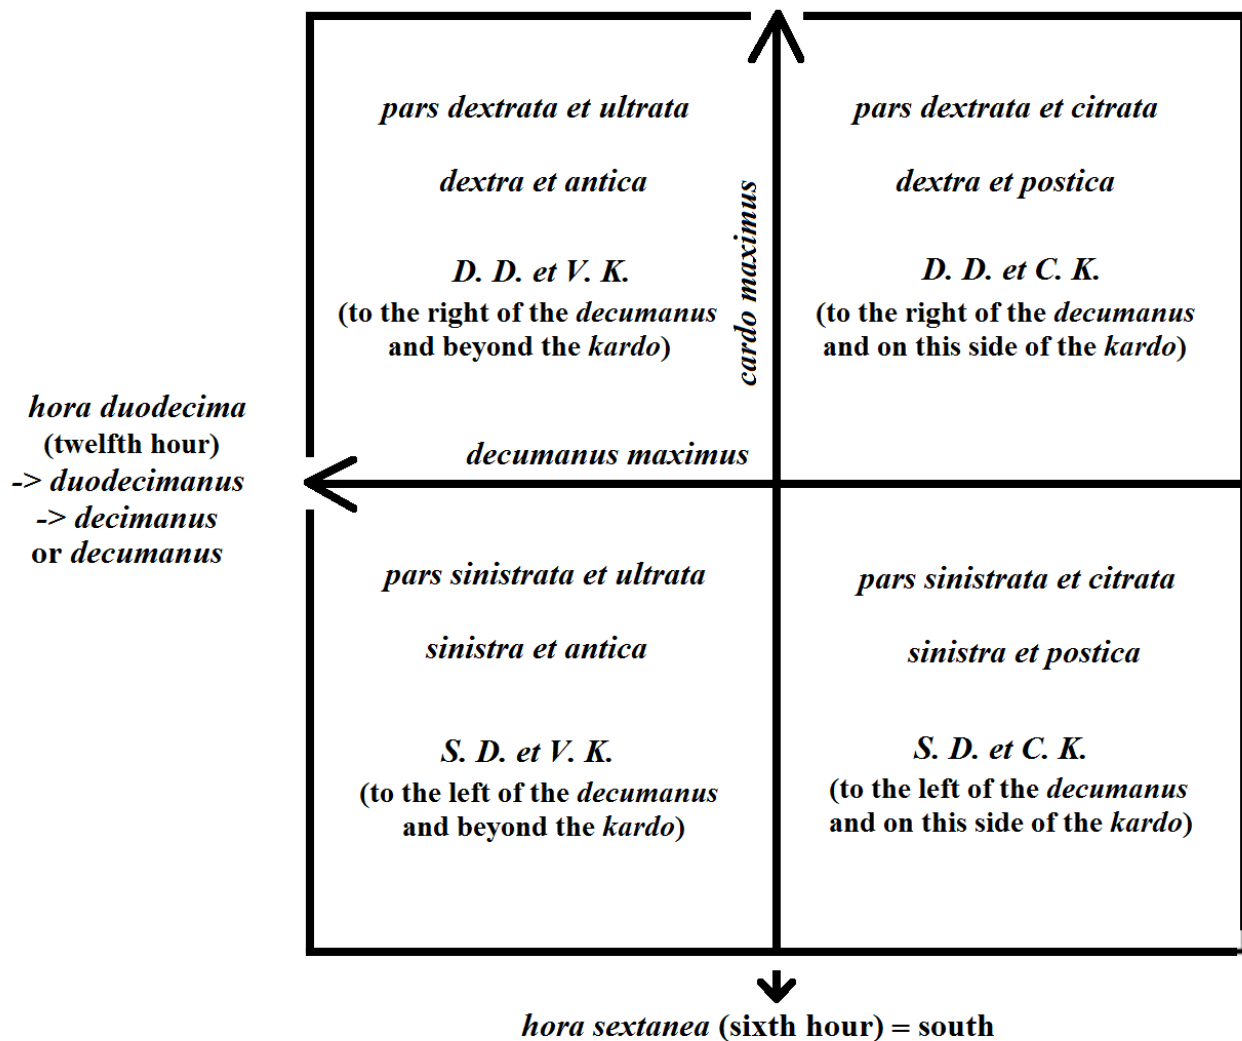 pars dextrata et ultrata
dextra et antica
D. D. et V. K.
(to the right of the decumanus
and beyond the kardo)
cardo maximus
pars dextrata et citrata
dextra et postica
D. D. et C. K.
(to the right of the decumanus
and on this side of the kardo)
hora duodecima
(twelfth hour)
-> duodecimanus
-> decimanus
or decumanus
decumanus maximus
pars sinistrata et ultrata
sinistra et antica
S. D. et V. K.
(to the left of the decumanus
and beyond the kardo)
pars sinistrata et citrata
sinistra et postica
S. D. et C. K.
(to the left of the decumanus
and on this side of the kardo)
hora sextanea (sixth hour) = south